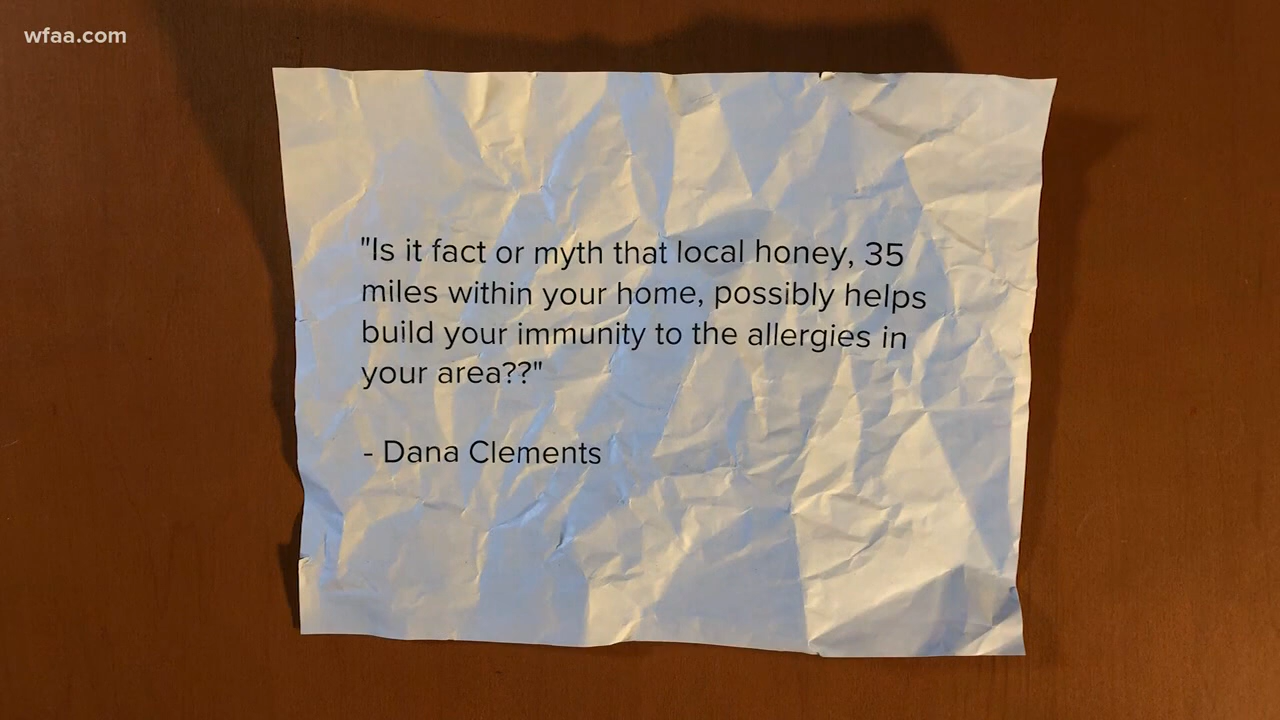 wfaa.com
"Is it fact or myth that local honey, 35
miles within your home, possibly helps
build your immunity to the allergies in
your area??"
- Dana Clements